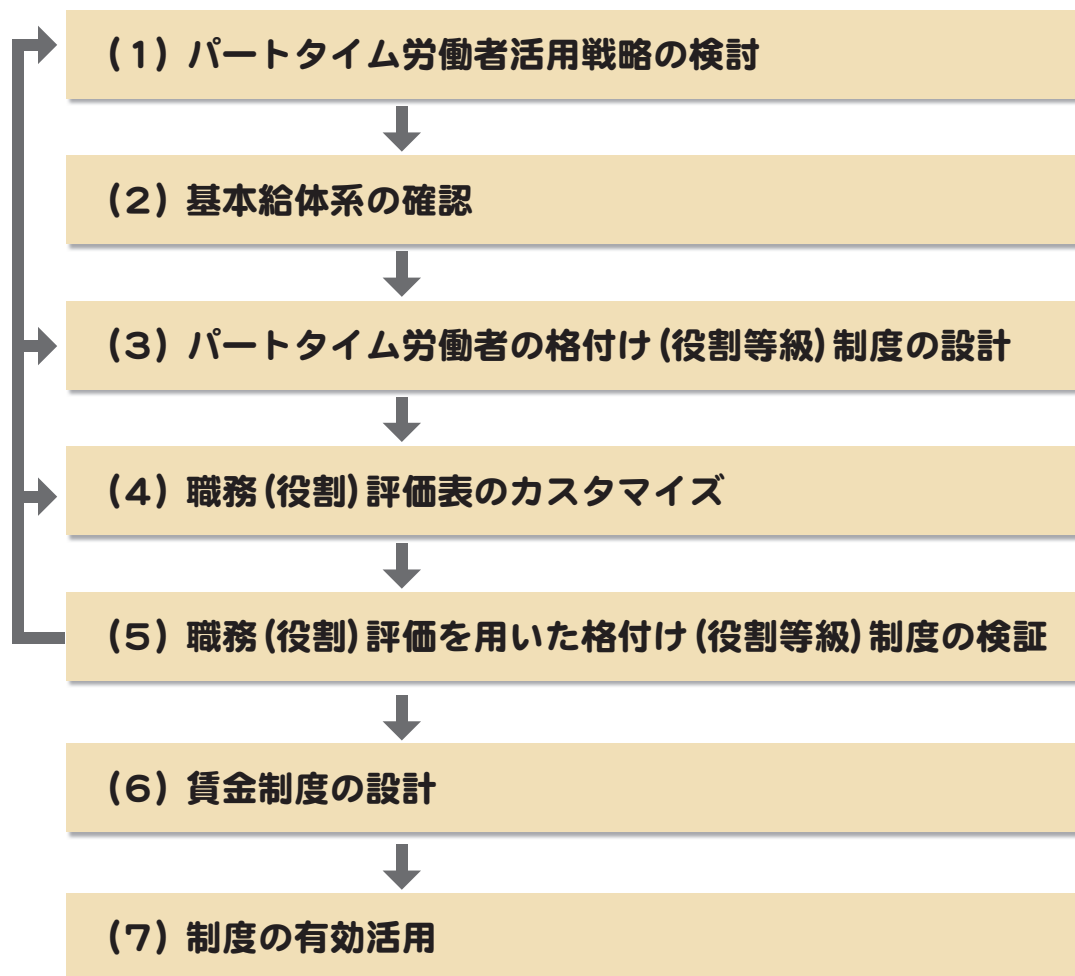 (1) パートタイム労働者活用戦略の検討
(2) 基本給体系の確認
(3) パートタイム労働者の格付け(役割等級)制度の設計
(4) 職務(役割)評価表のカスタマイズ
(5) 職務(役割)評価を用いた格付け(役割等級)制度の検証
(6) 賃金制度の設計
(7) 制度の有効活用